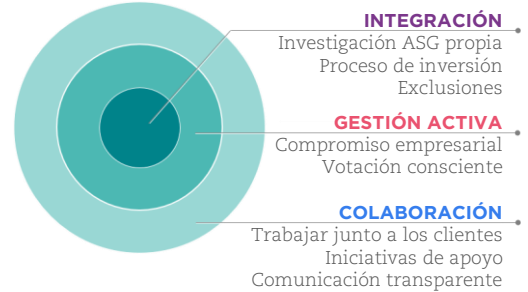 INTEGRACIÓN
Investigación ASG propia
Proceso de inversión
Exclusiones
GESTIÓN ACTIVA
Compromiso empresarial
Votación consciente
COLABORACIÓN
Trabajar junto a los clientes
Iniciativas de apoyo
Comunicación transparente